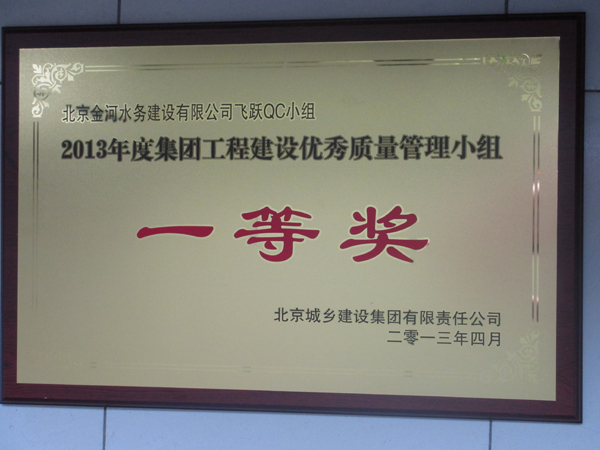 北京金河水务建设有限公司飞跃QC小组
2013年度集团工程建设优秀质量管理小组
一等奖
北京城乡建设集团有限责任公司
二零一三年四月